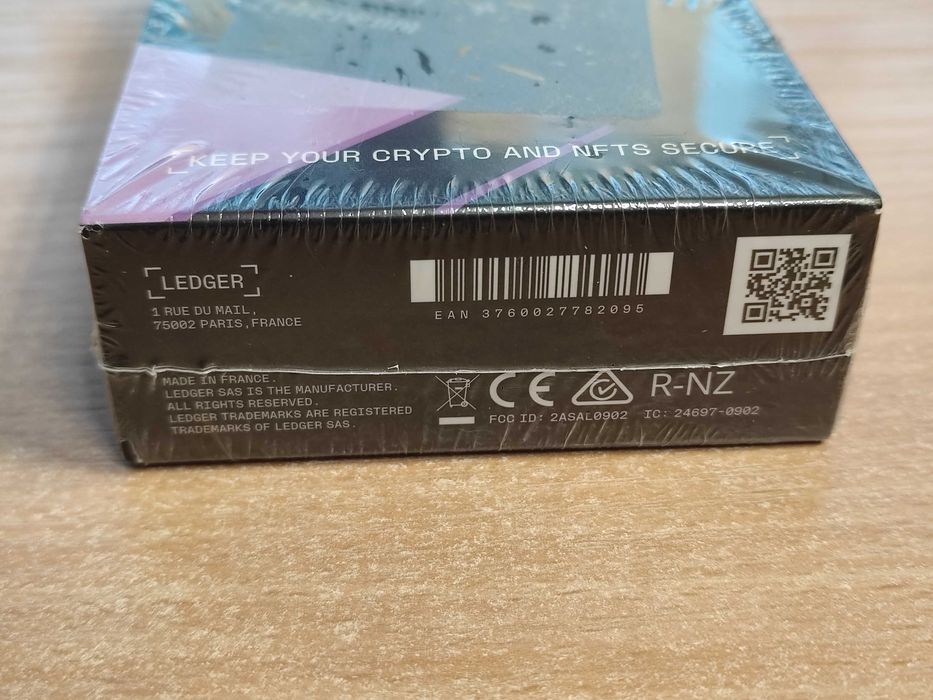 KEEP YOUR CRYPTO AND NFTS SECURE
LEDGER
1 RUE DU MAIL,
75002 PARIS, FRANCE
EAN 3760027782095
MADE IN FRANCE.
LEDGER SAS IS THE MANUFACTURER.
ALL RIGHTS RESERVED.
LEDGER TRADEMARKS ARE REGISTERED
TRADEMARKS OF LEDGER SAS.
CE
R-NZ
FCC ID: 2ASAL0902 IC: 24697-0902